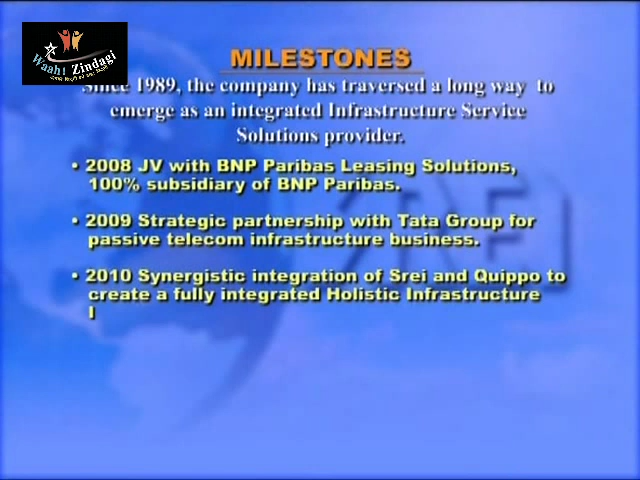 Waah! Zindagi
MILESTONES
Since 1989, the company has traversed a long way to
emerge as an integrated Infrastructure Service
Solutions provider.
• 2008 JV with BNP Paribas Leasing Solutions,
100% subsidiary of BNP Paribas.
• 2009 Strategic partnership with Tata Group for
passive telecom infrastructure business.
• 2010 Synergistic integration of Srei and Quippo to
create a fully integrated Holistic Infrastructure
I